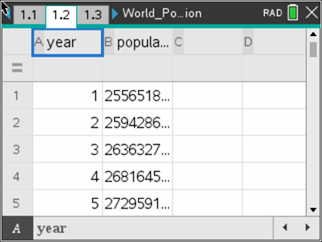 1.1 1.2 1.3 World_Po...ion RAD
A year B popula... C D
=
1 1 2556518...
2 2 2594286...
3 3 2636327...
4 4 2681645...
5 5 2729591...
A year